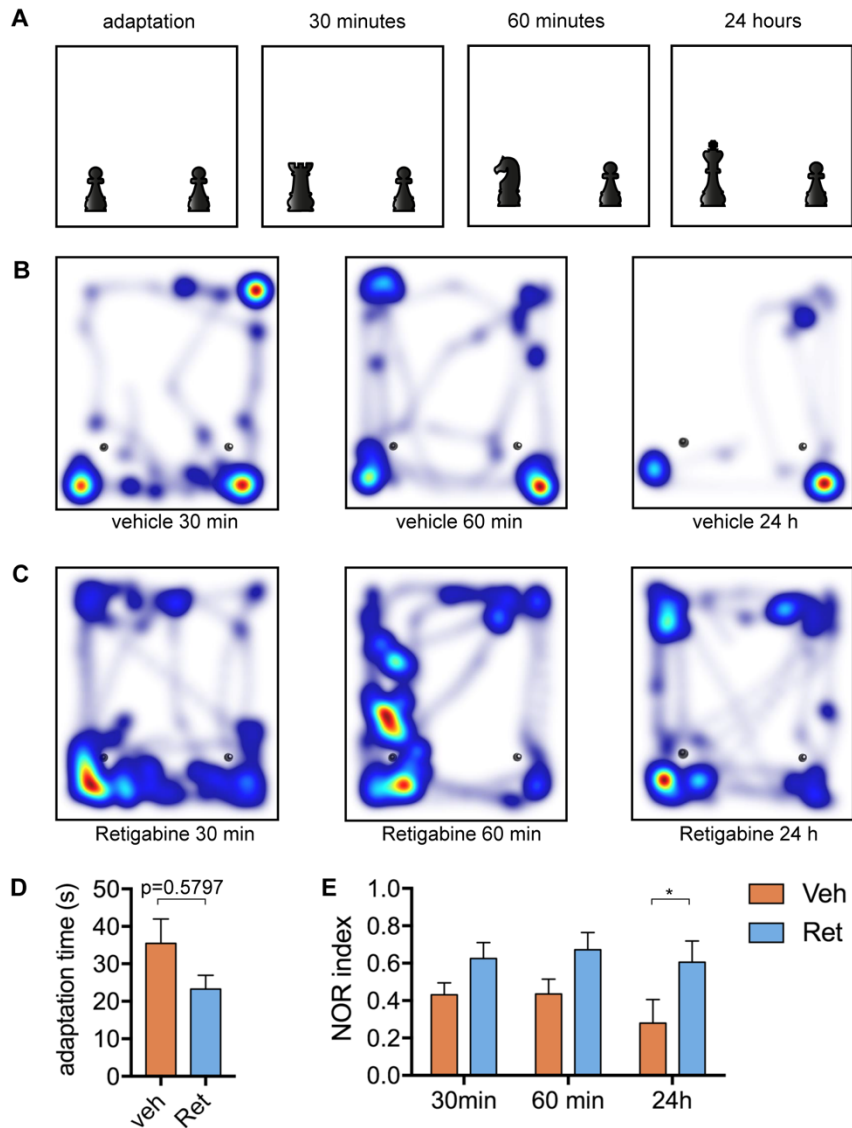 A
adaptation 30 minutes 60 minutes 24 hours
B
vehicle 30 min vehicle 60 min vehicle 24 h
C
Retigabine 30 min Retigabine 60 min Retigabine 24 h
D
p=0.5797
adaptation time (s)
50
40
30
20
10
0
veh Ret
E
*
NOR index
1.0
0.8
0.6
0.4
0.2
0.0
30min 60 min 24h
Veh
Ret